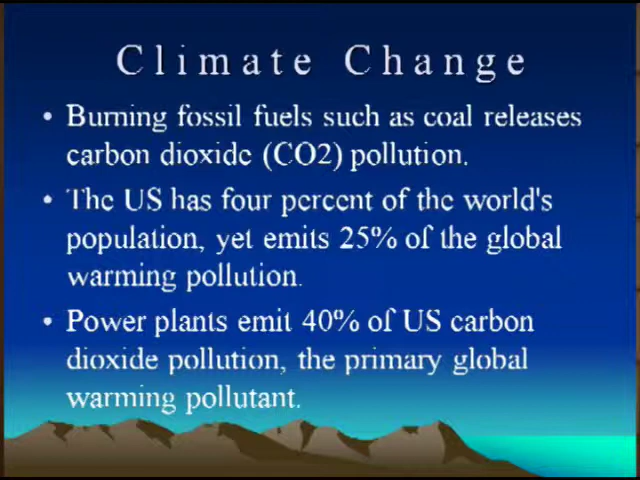 Climate Change
• Burning fossil fuels such as coal releases
carbon dioxide (CO2) pollution.
• The US has four percent of the world's
population, yet emits 25% of the global
warming pollution.
• Power plants emit 40% of US carbon
dioxide pollution, the primary global
warming pollutant.